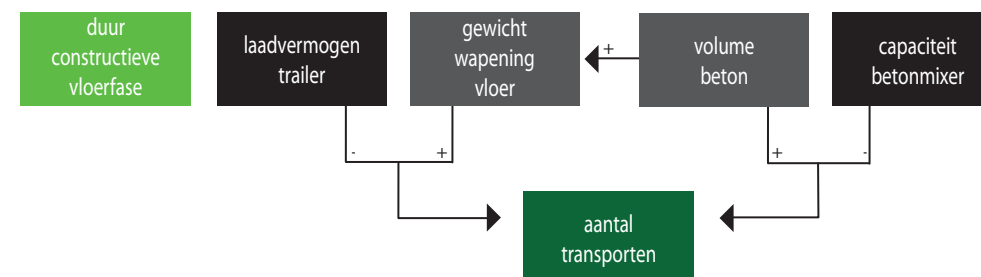 duur
constructieve
vloerfase
laadvermogen
trailer
gewicht
wapening
vloer
+
volume
beton
capaciteit
betonmixer
-
+
+
-
aantal
transporten